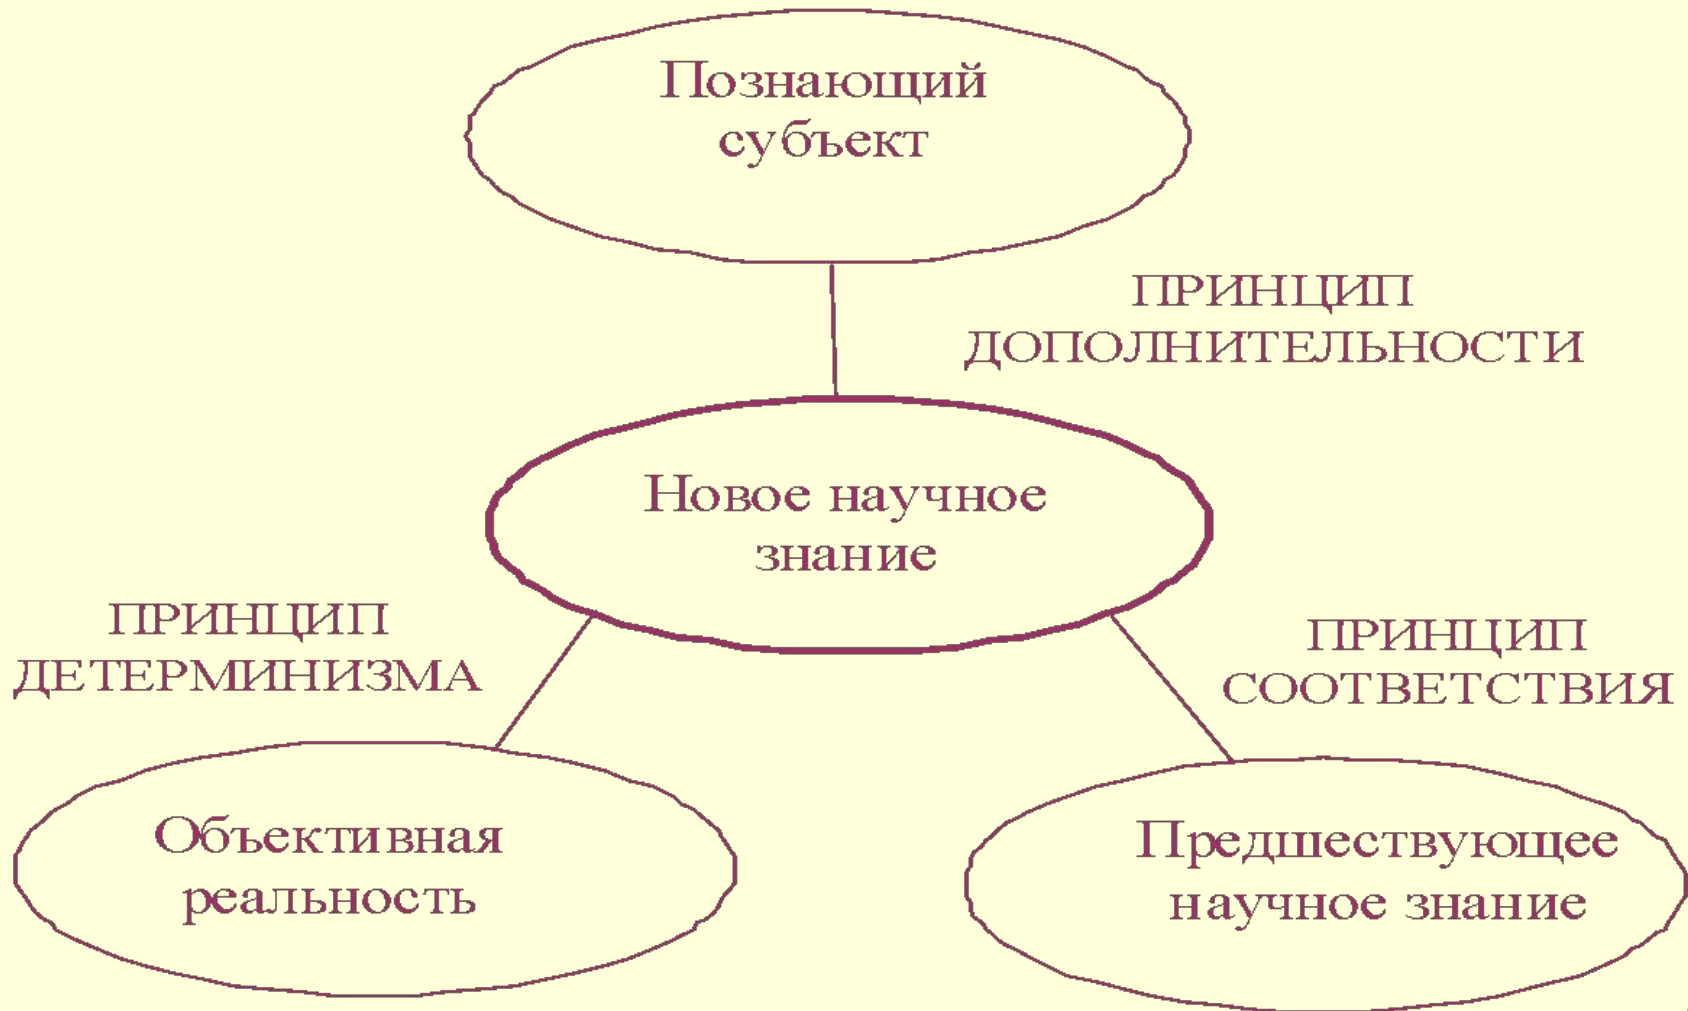 Познающий
субъект
ПРИНЦИП
ДОПОЛНИТЕЛЬНОСТИ
Новое научное
знание
ПРИНЦИП
ДЕТЕРМИНИЗМА
ПРИНЦИП
СООТВЕТСТВИЯ
Объективная
реальность
Предшествующее
научное знание